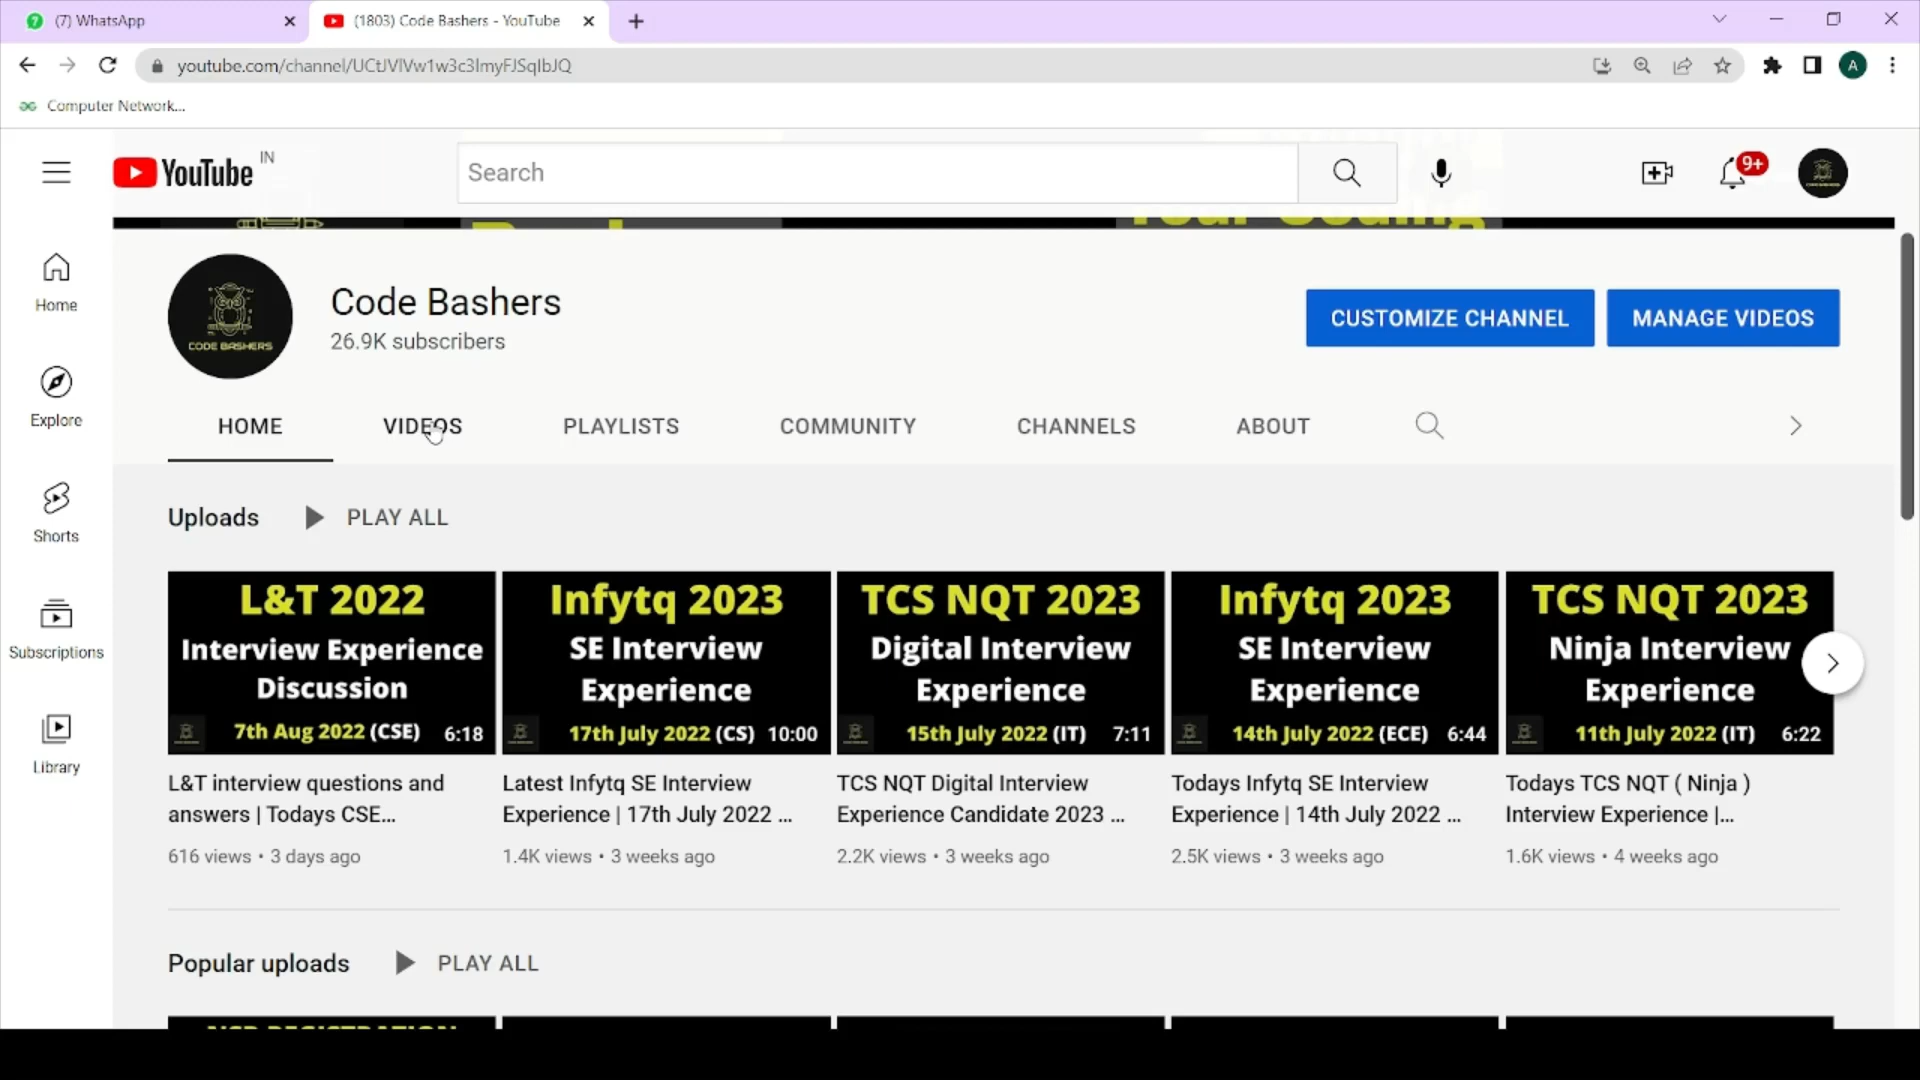 (7) WhatsApp
(1803) Code Bashers - YouTube
youtube.com/channel/UCtJVlVw1w3c3lmyFJSqlbJQ
A
Computer Network...
YouTube IN
Search
9+
Home
Explore
Shorts
Subscriptions
Library
CODE BASHERS
Code Bashers
26.9K subscribers
CUSTOMIZE CHANNEL
MANAGE VIDEOS
HOME
VIDEOS
PLAYLISTS
COMMUNITY
CHANNELS
ABOUT
Uploads
PLAY ALL
L&T 2022
Interview Experience
Discussion
7th Aug 2022 (CSE)
6:18
L&T interview questions and
answers | Todays CSE...
616 views • 3 days ago
Infytq 2023
SE Interview
Experience
17th July 2022 (CS)
10:00
Latest Infytq SE Interview
Experience | 17th July 2022 ...
1.4K views • 3 weeks ago
TCS NQT 2023
Digital Interview
Experience
15th July 2022 (IT)
7:11
TCS NQT Digital Interview
Experience Candidate 2023 ...
2.2K views • 3 weeks ago
Infytq 2023
SE Interview
Experience
14th July 2022 (ECE)
6:44
Todays Infytq SE Interview
Experience | 14th July 2022 ...
2.5K views • 3 weeks ago
TCS NQT 2023
Ninja Interview
Experience
11th July 2022 (IT)
6:22
Todays TCS NQT ( Ninja )
Interview Experience |...
1.6K views • 4 weeks ago
Popular uploads
PLAY ALL